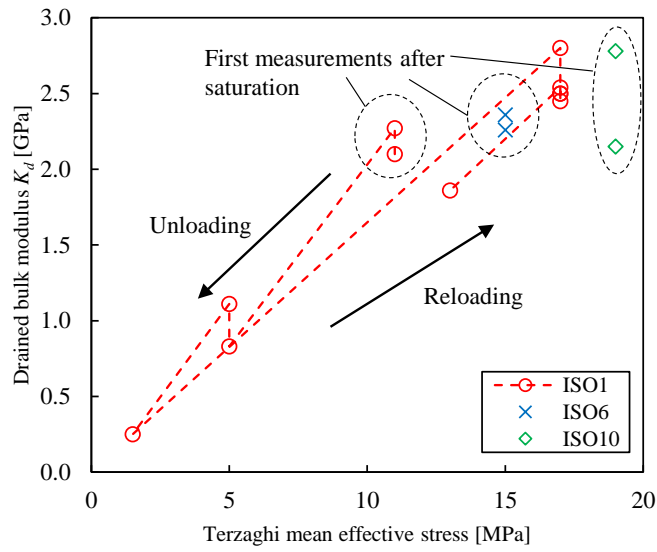 3.0
2.5
2.0
1.5
1.0
0.5
0.0
Drained bulk modulus K_d [GPa]
First measurements after
saturation
Unloading
Reloading
ISO1
ISO6
ISO10
0
5
10
15
20
Terzaghi mean effective stress [MPa]